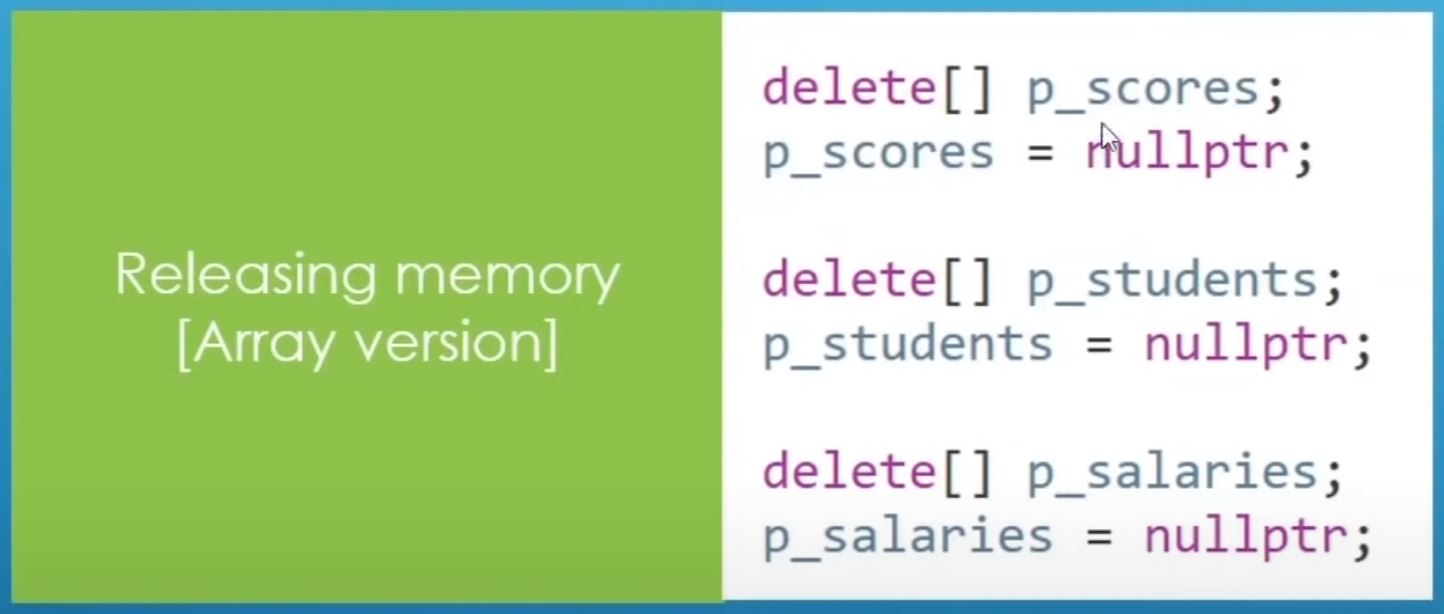 Releasing memory
[Array version]
delete[] p_scores;
p_scores = nullptr;
delete[] p_students;
p_students = nullptr;
delete[] p_salaries;
p_salaries = nullptr;